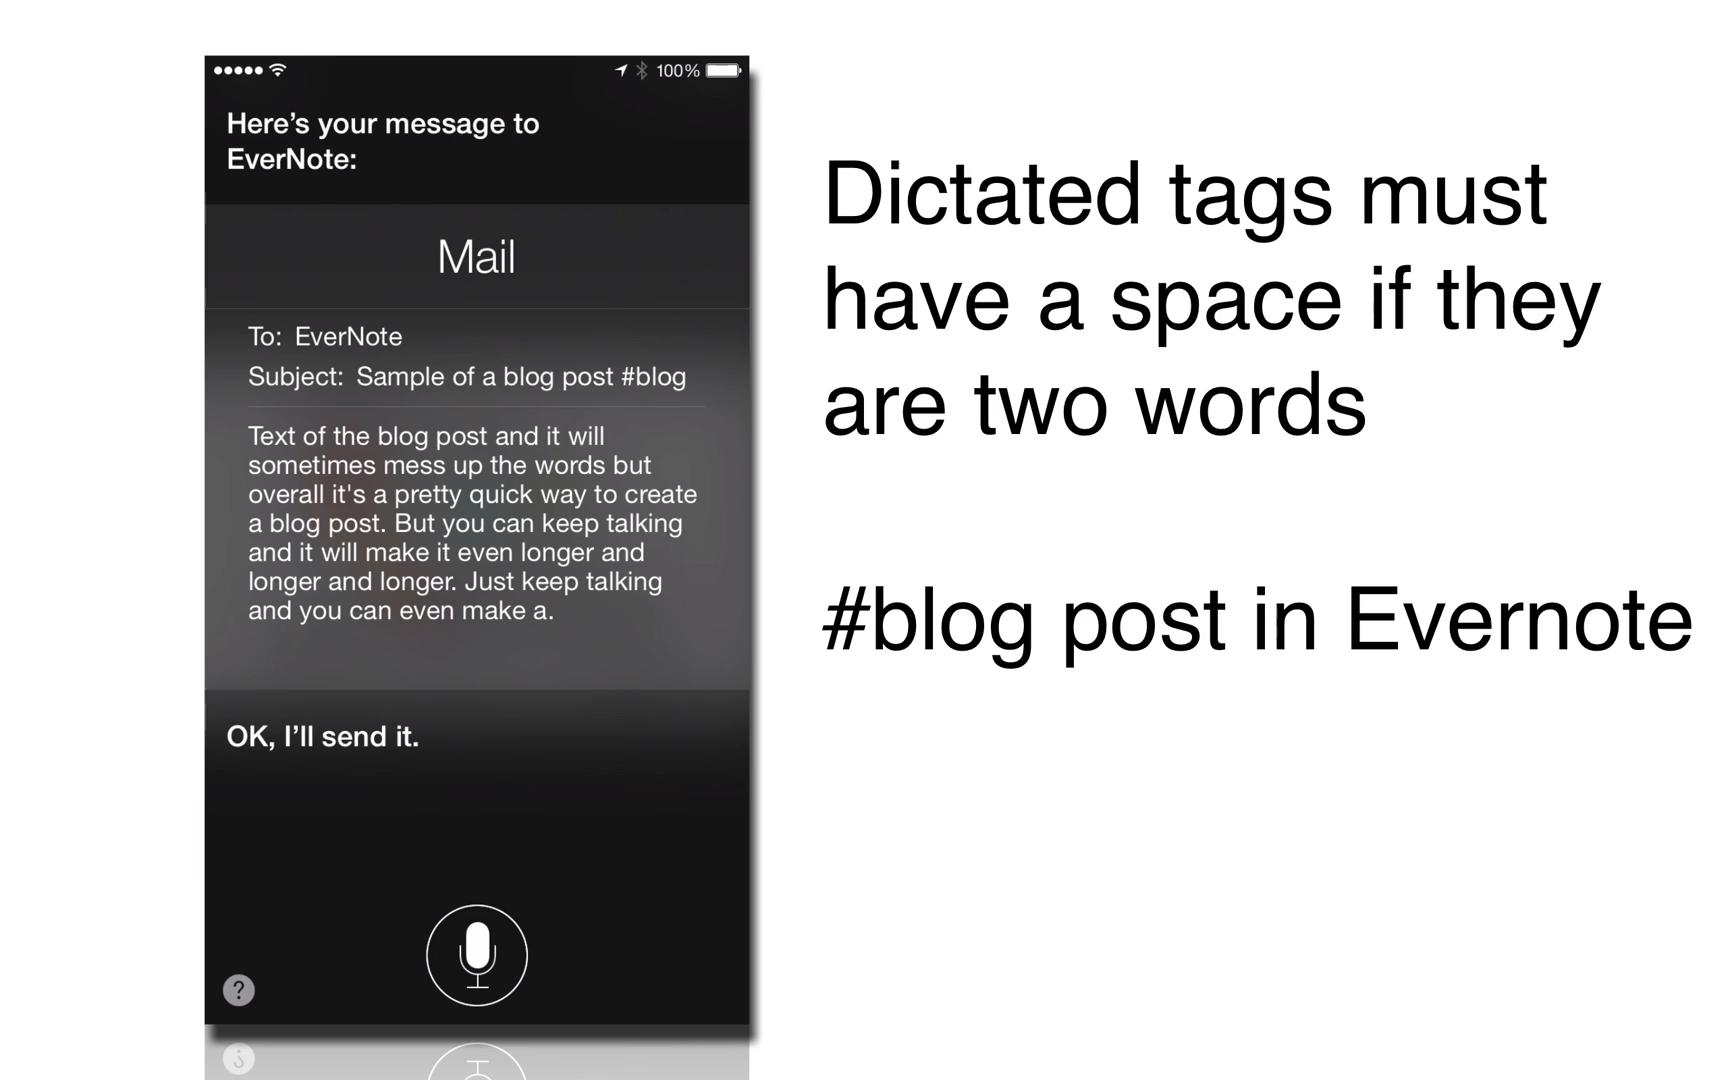 100%
Here’s your message to
EverNote:
Mail
To: EverNote
Subject: Sample of a blog post #blog
Text of the blog post and it will
sometimes mess up the words but
overall it's a pretty quick way to create
a blog post. But you can keep talking
and it will make it even longer and
longer and longer. Just keep talking
and you can even make a.
OK, I’ll send it.
?
Dictated tags must
have a space if they
are two words
#blog post in Evernote